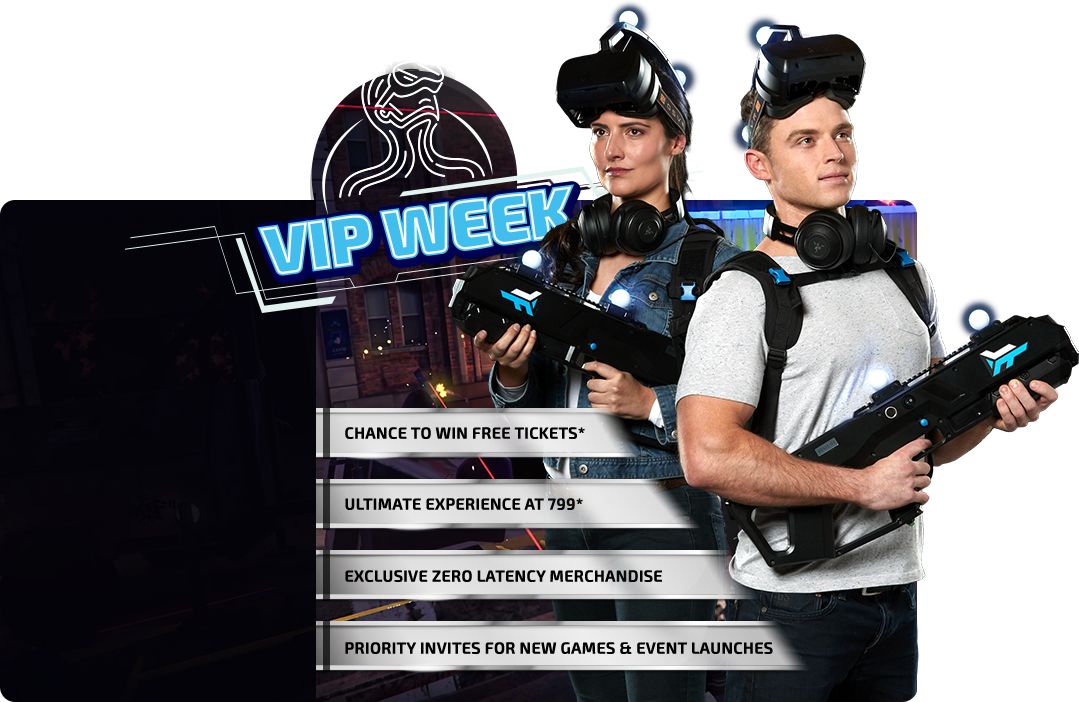 VIP WEEK
CHANCE TO WIN FREE TICKETS*
ULTIMATE EXPERIENCE AT 799*
EXCLUSIVE ZERO LATENCY MERCHANDISE
PRIORITY INVITES FOR NEW GAMES & EVENT LAUNCHES